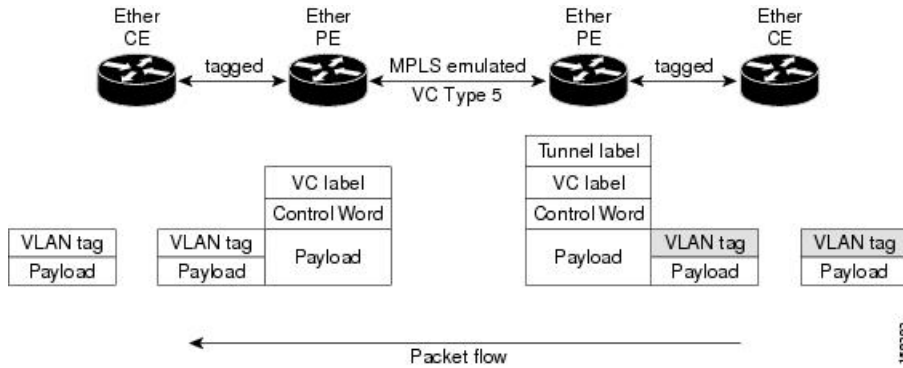 Ether
CE
Ether
PE
Ether
PE
Ether
CE
tagged
MPLS emulated
VC Type 5
tagged
VLAN tag
Payload
VLAN tag
Payload
VC label
Control Word
Payload
Tunnel label
VC label
Control Word
Payload
VLAN tag
Payload
VLAN tag
Payload
Packet flow